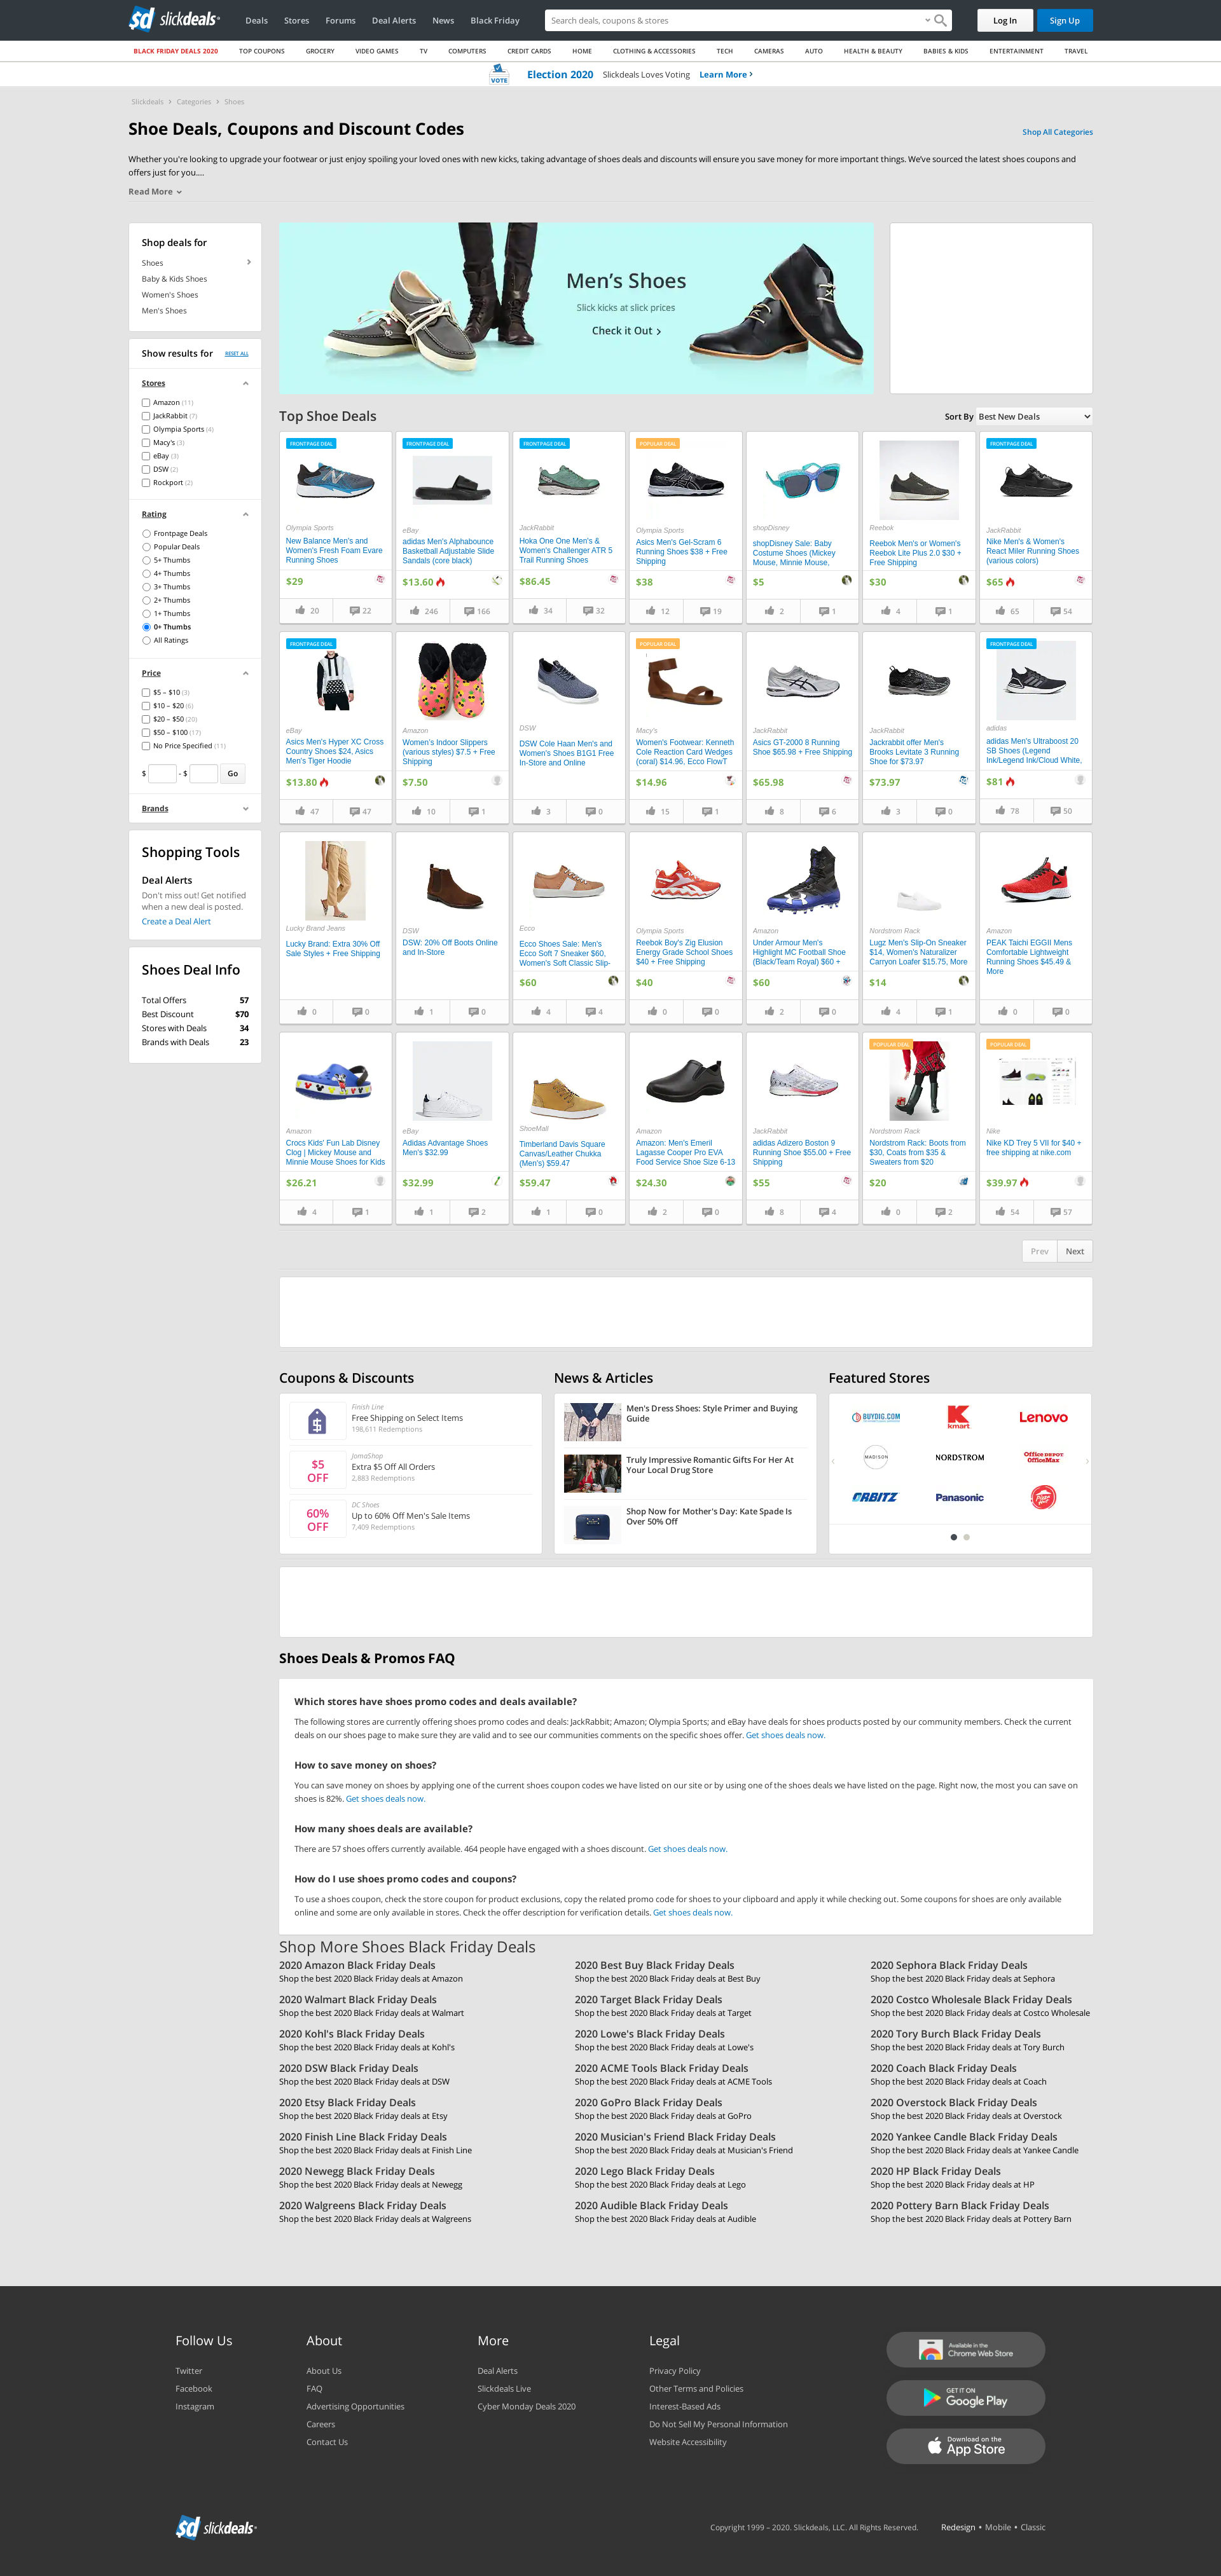 slickdeals
Deals
Stores
Forums
Deal Alerts
News
Black Friday
Search deals, coupons & stores
Log In
Sign Up
BLACK FRIDAY DEALS 2020
TOP COUPONS
GROCERY
VIDEO GAMES
TV
COMPUTERS
CREDIT CARDS
HOME
CLOTHING & ACCESSORIES
TECH
CAMERAS
AUTO
HEALTH & BEAUTY
BABIES & KIDS
ENTERTAINMENT
TRAVEL
VOTE
Election 2020 Slickdeals Loves Voting Learn More
Slickdeals > Categories > Shoes
Shoe Deals, Coupons and Discount Codes
Shop All Categories
Whether you're looking to upgrade your footwear or just enjoy spoiling your loved ones with new kicks, taking advantage of shoes deals and discounts will ensure you save money for more important things. We've sourced the latest shoes coupons and
offers just for you....
Read More
Shop deals for
Shoes
Baby & Kids Shoes
Women's Shoes
Men's Shoes
Show results for
RESET ALL
Stores
Amazon (11)
JackRabbit (7)
Olympia Sports (4)
Macy's (3)
eBay (3)
DSW (2)
Rockport (2)
Rating
Frontpage Deals
Popular Deals
5+ Thumbs
4+ Thumbs
3+ Thumbs
2+ Thumbs
1+ Thumbs
0+ Thumbs
All Ratings
Price
$5 – $10 (3)
$10 – $20 (6)
$20 – $50 (20)
$50 – $100 (17)
No Price Specified (11)
$ - $ Go
Brands
Shopping Tools
Deal Alerts
Don't miss out! Get notified
when a new deal is posted.
Create a Deal Alert
Shoes Deal Info
Total Offers 57
Best Discount $70
Stores with Deals 34
Brands with Deals 23
Men's Shoes
Slick kicks at slick prices
Check it Out
Top Shoe Deals
Sort By Best New Deals
FRONTPAGE DEAL
Olympia Sports
New Balance Men's and
Women's Fresh Foam Evare
Running Shoes
$29
20 22
FRONTPAGE DEAL
eBay
adidas Men's Alphabounce
Basketball Adjustable Slide
Sandals (core black)
$13.60
246 166
FRONTPAGE DEAL
JackRabbit
Hoka One One Men's &
Women's Challenger ATR 5
Trail Running Shoes
$86.45
34 32
POPULAR DEAL
Olympia Sports
Asics Men's Gel-Scram 6
Running Shoes $38 + Free
Shipping
$38
12 19
shopDisney
shopDisney Sale: Baby
Costume Shoes (Mickey
Mouse, Minnie Mouse,
$5
2 1
Reebok
Reebok Men's or Women's
Reebok Lite Plus 2.0 $30 +
Free Shipping
$30
4 1
FRONTPAGE DEAL
JackRabbit
Nike Men's & Women's
React Miler Running Shoes
(various colors)
$65
65 54
FRONTPAGE DEAL
eBay
Asics Men's Hyper XC Cross
Country Shoes $24, Asics
Men's Tiger Hoodie
$13.80
47 47
Amazon
Women's Indoor Slippers
(various styles) $7.5 + Free
Shipping
$7.50
10 1
DSW
DSW Cole Haan Men's and
Women's Shoes B1G1 Free
In-Store and Online
3 0
POPULAR DEAL
Macy's
Women's Footwear: Kenneth
Cole Reaction Card Wedges
(coral) $14.96, Ecco FlowT
$14.96
15 1
JackRabbit
Asics GT-2000 8 Running
Shoe $65.98 + Free Shipping
$65.98
8 6
JackRabbit
Jackrabbit offer Men's
Brooks Levitate 3 Running
Shoe for $73.97
$73.97
3 0
FRONTPAGE DEAL
adidas
adidas Men's Ultraboost 20
SB Shoes (Legend
Ink/Legend Ink/Cloud White,
$81
78 50
Lucky Brand Jeans
Lucky Brand: Extra 30% Off
Sale Styles + Free Shipping
0 0
DSW
DSW: 20% Off Boots Online
and In-Store
1 0
Ecco
Ecco Shoes Sale: Men's
Ecco Soft 7 Sneaker $60,
Women's Soft Classic Slip-
$60
4 4
Olympia Sports
Reebok Boy's Zig Elusion
Energy Grade School Shoes
$40 + Free Shipping
$40
0 0
Amazon
Under Armour Men's
Highlight MC Football Shoe
(Black/Team Royal) $60 +
$60
2 0
Nordstrom Rack
Lugz Men's Slip-On Sneaker
$14, Women's Naturalizer
Carryon Loafer $15.75, More
$14
4 1
Amazon
PEAK Taichi EGGII Mens
Comfortable Lightweight
Running Shoes $45.49 &
More
0 0
Amazon
Crocs Kids' Fun Lab Disney
Clog | Mickey Mouse and
Minnie Mouse Shoes for Kids
$26.21
4 1
eBay
Adidas Advantage Shoes
Men's $32.99
$32.99
1 2
ShoeMall
Timberland Davis Square
Canvas/Leather Chukka
(Men's) $59.47
$59.47
1 0
Amazon
Amazon: Men's Emeril
Lagasse Cooper Pro EVA
Food Service Shoe Size 6-13
$24.30
2 0
JackRabbit
adidas Adizero Boston 9
Running Shoe $55.00 + Free
Shipping
$55
8 4
POPULAR DEAL
Nordstrom Rack
Nordstrom Rack: Boots from
$30, Coats from $35 &
Sweaters from $20
$20
0 2
POPULAR DEAL
Nike
Nike KD Trey 5 VII for $40 +
free shipping at nike.com
$39.97
54 57
Prev Next
Coupons & Discounts
Finish Line
Free Shipping on Select Items
198,611 Redemptions
$5
OFF
JomaShop
Extra $5 Off All Orders
2,883 Redemptions
60%
OFF
DC Shoes
Up to 60% Off Men's Sale Items
7,409 Redemptions
News & Articles
Men's Dress Shoes: Style Primer and Buying
Guide
Truly Impressive Romantic Gifts For Her At
Your Local Drug Store
Shop Now for Mother's Day: Kate Spade Is
Over 50% Off
Featured Stores
BUYDIG.COM
kmart
Lenovo
MADISON
NORDSTROM
Office DEPOT
OfficeMax
ORBITZ
Panasonic
Pizza Hut
Shoes Deals & Promos FAQ
Which stores have shoes promo codes and deals available?
The following stores are currently offering shoes promo codes and deals: JackRabbit; Amazon; Olympia Sports; and eBay have deals for shoes products posted by our community members. Check the current
deals on our shoes page to make sure they are valid and to see our communities comments on the specific shoes offer. Get shoes deals now.
How to save money on shoes?
You can save money on shoes by applying one of the current shoes coupon codes we have listed on our site or by using one of the shoes deals we have listed on the page. Right now, the most you can save on
shoes is 82%. Get shoes deals now.
How many shoes deals are available?
There are 57 shoes offers currently available. 464 people have engaged with a shoes discount. Get shoes deals now.
How do I use shoes promo codes and coupons?
To use a shoes coupon, check the store coupon for product exclusions, copy the related promo code for shoes to your clipboard and apply it while checking out. Some coupons for shoes are only available
online and some are only available in stores. Check the offer description for verification details. Get shoes deals now.
Shop More Shoes Black Friday Deals
2020 Amazon Black Friday Deals
Shop the best 2020 Black Friday deals at Amazon
2020 Best Buy Black Friday Deals
Shop the best 2020 Black Friday deals at Best Buy
2020 Sephora Black Friday Deals
Shop the best 2020 Black Friday deals at Sephora
2020 Walmart Black Friday Deals
Shop the best 2020 Black Friday deals at Walmart
2020 Target Black Friday Deals
Shop the best 2020 Black Friday deals at Target
2020 Costco Wholesale Black Friday Deals
Shop the best 2020 Black Friday deals at Costco Wholesale
2020 Kohl's Black Friday Deals
Shop the best 2020 Black Friday deals at Kohl's
2020 Lowe's Black Friday Deals
Shop the best 2020 Black Friday deals at Lowe's
2020 Tory Burch Black Friday Deals
Shop the best 2020 Black Friday deals at Tory Burch
2020 DSW Black Friday Deals
Shop the best 2020 Black Friday deals at DSW
2020 ACME Tools Black Friday Deals
Shop the best 2020 Black Friday deals at ACME Tools
2020 Coach Black Friday Deals
Shop the best 2020 Black Friday deals at Coach
2020 Etsy Black Friday Deals
Shop the best 2020 Black Friday deals at Etsy
2020 GoPro Black Friday Deals
Shop the best 2020 Black Friday deals at GoPro
2020 Overstock Black Friday Deals
Shop the best 2020 Black Friday deals at Overstock
2020 Finish Line Black Friday Deals
Shop the best 2020 Black Friday deals at Finish Line
2020 Musician's Friend Black Friday Deals
Shop the best 2020 Black Friday deals at Musician's Friend
2020 Yankee Candle Black Friday Deals
Shop the best 2020 Black Friday deals at Yankee Candle
2020 Newegg Black Friday Deals
Shop the best 2020 Black Friday deals at Newegg
2020 Lego Black Friday Deals
Shop the best 2020 Black Friday deals at Lego
2020 HP Black Friday Deals
Shop the best 2020 Black Friday deals at HP
2020 Walgreens Black Friday Deals
Shop the best 2020 Black Friday deals at Walgreens
2020 Audible Black Friday Deals
Shop the best 2020 Black Friday deals at Audible
2020 Pottery Barn Black Friday Deals
Shop the best 2020 Black Friday deals at Pottery Barn
Follow Us
Twitter
Facebook
Instagram
About
About Us
FAQ
Advertising Opportunities
Careers
Contact Us
More
Deal Alerts
Slickdeals Live
Cyber Monday Deals 2020
Legal
Privacy Policy
Other Terms and Policies
Interest-Based Ads
Do Not Sell My Personal Information
Website Accessibility
Available in the
Chrome Web Store
GET IT ON
Google Play
Download on the
App Store
slickdeals
Copyright 1999 – 2020. Slickdeals, LLC. All Rights Reserved.
Redesign • Mobile • Classic